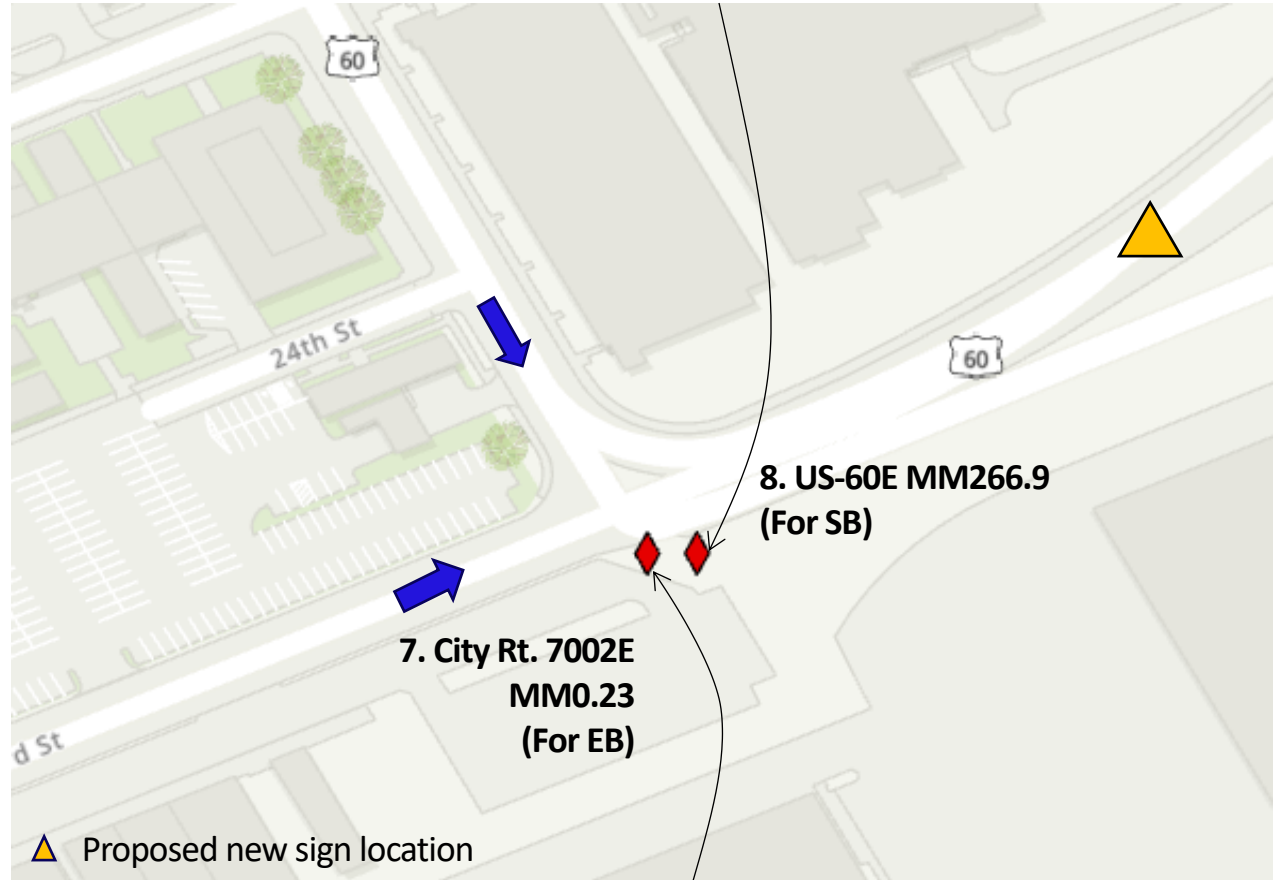 60
24th St
60
8. US-60E MM266.9
(For SB)
7. City Rt. 7002E
MM0.23
(For EB)
d St
Proposed new sign location